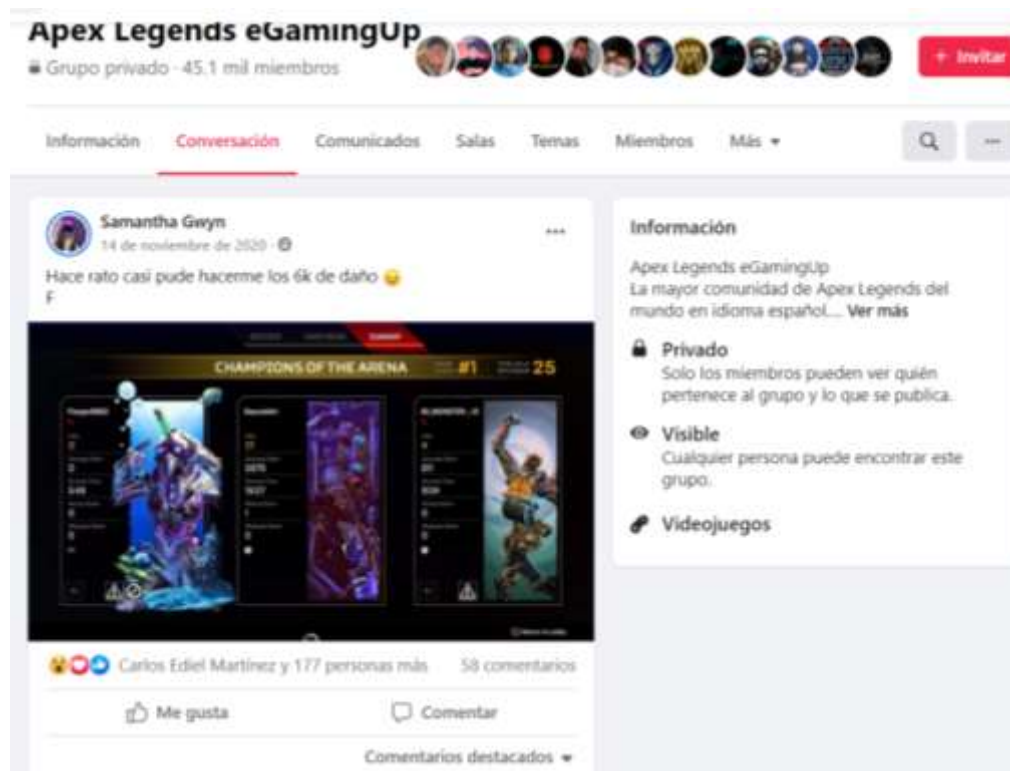 Apex Legends eGamingUp
Grupo privado · 45.1 mil miembros
+ Invitar
Información Conversación Comunicados Salas Temas Miembros Más
Samantha Gwyn
14 de noviembre de 2020 ·
Hace rato casi pude hacerme los 6k de daño
F
SUMMARY
CHAMPIONS OF THE ARENA #1 25
Carlos Ediel Martínez y 177 personas más 58 comentarios
Me gusta Comentar
Comentarios destacados
Información
Apex Legends eGamingUp
La mayor comunidad de Apex Legends del
mundo en idioma español.... Ver más
Privado
Solo los miembros pueden ver quién
pertenece al grupo y lo que se publica.
Visible
Cualquier persona puede encontrar este
grupo.
Videojuegos